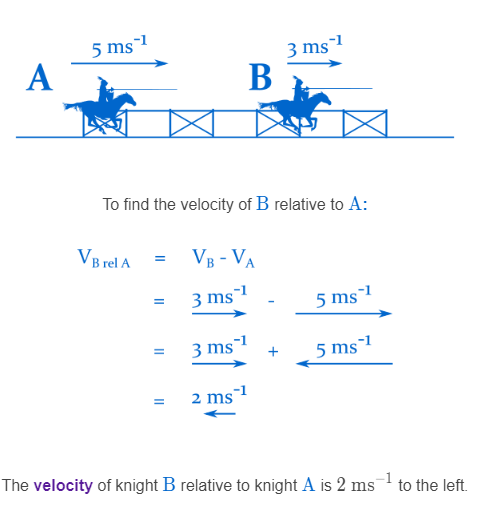 5 ms⁻¹ 3 ms⁻¹
A B
To find the velocity of B relative to A:
V_B rel A = V_B - V_A
= 3 ms⁻¹ - 5 ms⁻¹
= 3 ms⁻¹ + 5 ms⁻¹
= 2 ms⁻¹
The velocity of knight B relative to knight A is 2 ms⁻¹ to the left.